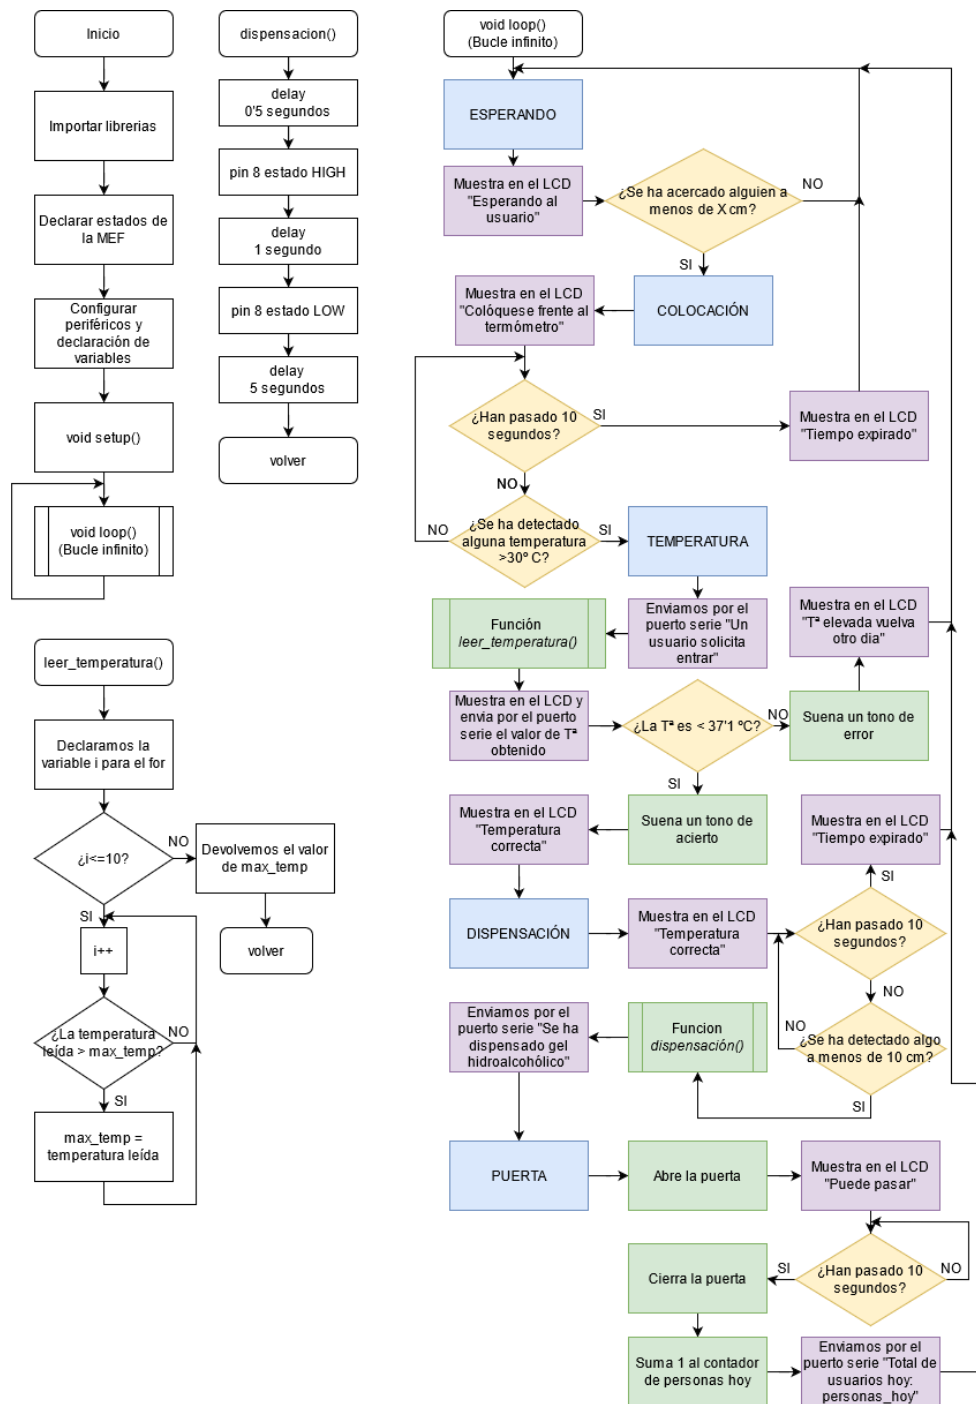 Inicio
Importar librerias
Declarar estados de
la MEF
Configurar
periféricos y
declaración de
variables
void setup()
void loop()
(Bucle infinito)
dispensacion()
delay
0'5 segundos
pin 8 estado HIGH
delay
1 segundo
pin 8 estado LOW
delay
5 segundos
volver
leer_temperatura()
Declaramos la
variable i para el for
¿i<=10?
NO
Devolvemos el valor
de max_temp
volver
SI
i++
¿La temperatura
leída > max_temp?
NO
SI
max_temp =
temperatura leída
void loop()
(Bucle infinito)
ESPERANDO
Muestra en el LCD
"Esperando al
usuario"
¿Se ha acercado alguien a
menos de X cm?
NO
SI
COLOCACIÓN
Muestra en el LCD
"Colóquese frente al
termómetro"
¿Han pasado 10
segundos?
SI
Muestra en el LCD
"Tiempo expirado"
NO
¿Se ha detectado
alguna temperatura
>30º C?
NO
SI
TEMPERATURA
Enviamos por el
puerto serie "Un
usuario solicita
entrar"
Función
leer_temperatura()
Muestra en el LCD y
envia por el puerto
serie el valor de Tª
obtenido
¿La Tª es < 37'1 ºC?
NO
Suena un tono de
error
Muestra en el LCD
"Tª elevada vuelva
otro dia"
SI
Suena un tono de
acierto
Muestra en el LCD
"Temperatura
correcta"
DISPENSACIÓN
Muestra en el LCD
"Temperatura
correcta"
¿Han pasado 10
segundos?
SI
Muestra en el LCD
"Tiempo expirado"
NO
¿Se ha detectado algo
a menos de 10 cm?
NO
SI
Funcion
dispensación()
Enviamos por el
puerto serie "Se ha
dispensado gel
hidroalcohólico"
PUERTA
Abre la puerta
Muestra en el LCD
"Puede pasar"
¿Han pasado 10
segundos?
NO
SI
Cierra la puerta
Suma 1 al contador
de personas hoy
Enviamos por el
puerto serie "Total de
usuarios hoy:
personas_hoy"